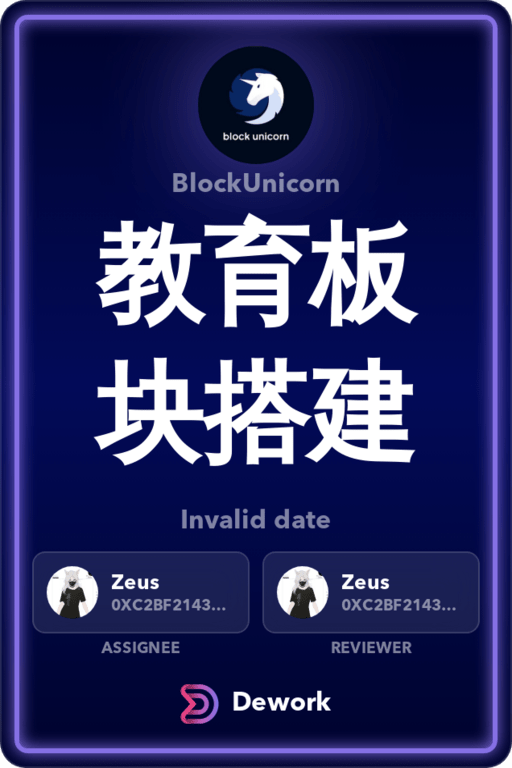 block unicorn
BlockUnicorn
教育板
块搭建
Invalid date
Zeus
0XC2BF2143...
Zeus
0XC2BF2143...
ASSIGNEE
REVIEWER
Dework